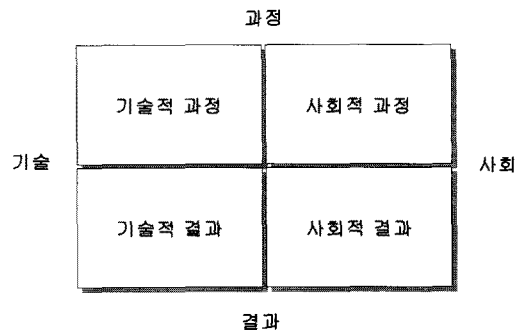 과정
기술적 과정 사회적 과정
기술 사회
기술적 결과 사회적 결과
결과